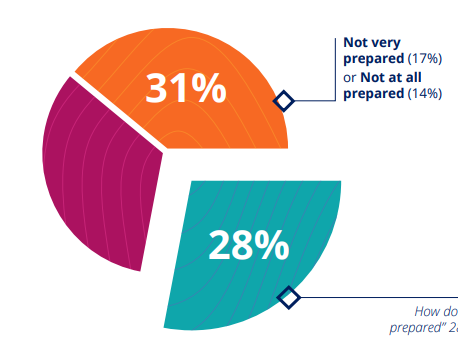 31%
Not very
prepared (17%)
or Not at all
prepared (14%)
28%
How do
prepared”